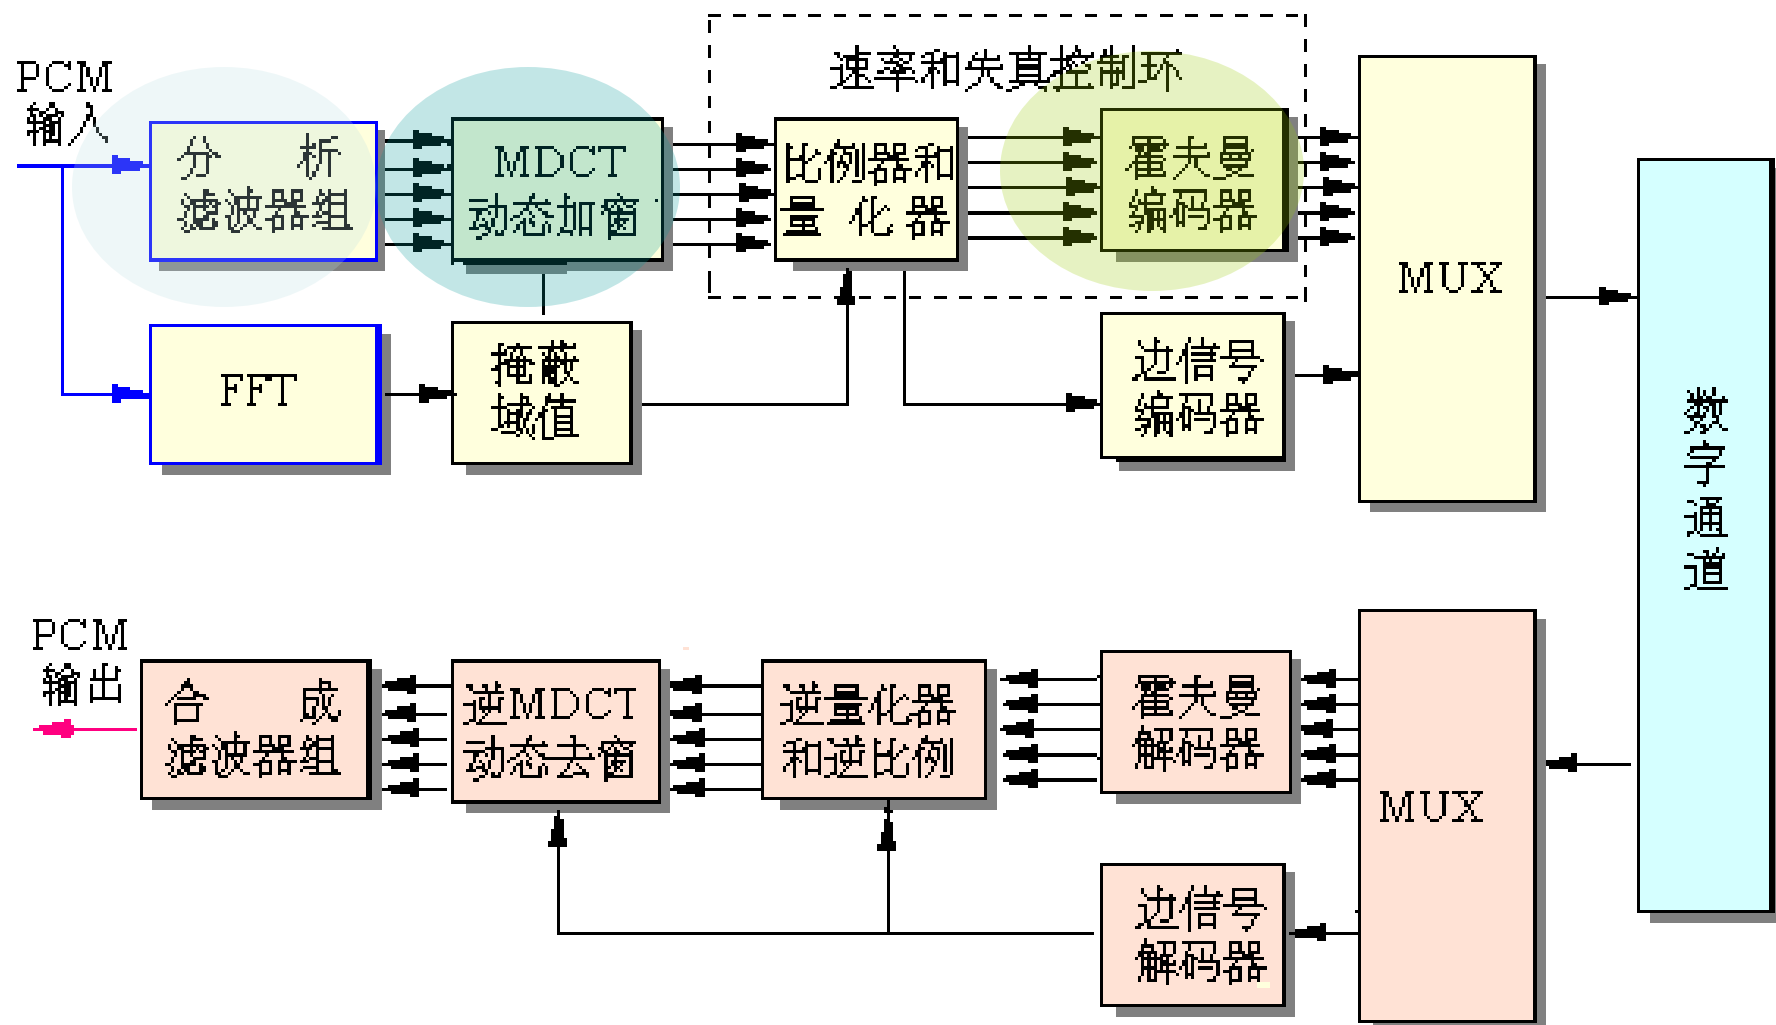 速率和失真控制环
PCM
输入
分 析
滤波器组
MDCT
动态加窗
比例器和
量 化 器
霍夫曼
编码器
MUX
FFT
掩蔽
域值
边信号
编码器
数
字
通
道
PCM
输出
合 成
滤波器组
逆MDCT
动态去窗
逆量化器
和逆比例
霍夫曼
解码器
MUX
边信号
解码器